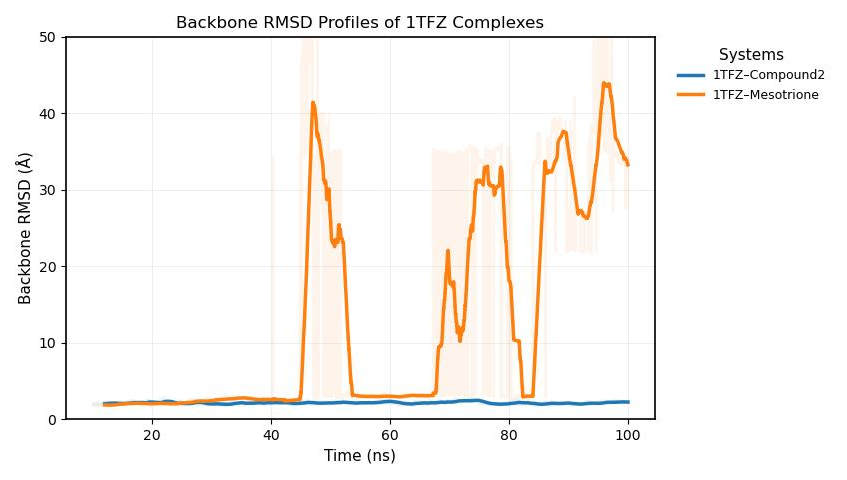 Backbone RMSD Profiles of 1TFZ Complexes
Systems
1TFZ–Compound2
1TFZ–Mesotrione
Backbone RMSD (Å)
50
40
30
20
10
0
20 40 60 80 100
Time (ns)